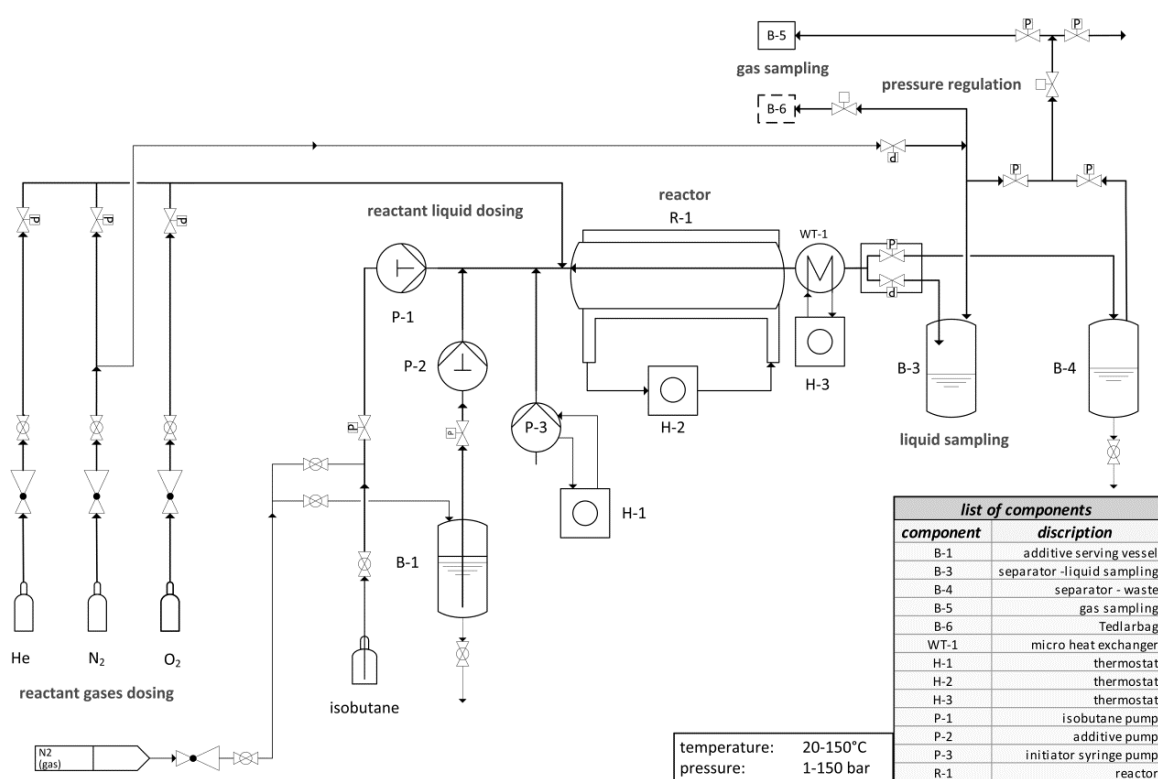 B-5
P
P
gas sampling
pressure regulation
B-6
P
P
P
P
P
P
reactant liquid dosing
reactor
R-1
WT-1
P
P
P-1
P-2
P
P
P-3
H-1
H-2
H-3
B-3
B-4
liquid sampling
B-1
He
N2
O2
reactant gases dosing
isobutane
N2
(gas)
temperature: 20-150°C
pressure: 1-150 bar
list of components
component discription
B-1 additive serving vessel
B-3 separator -liquid sampling
B-4 separator - waste
B-5 gas sampling
B-6 Tedlarbag
WT-1 micro heat exchanger
H-1 thermostat
H-2 thermostat
H-3 thermostat
P-1 isobutane pump
P-2 additive pump
P-3 initiator syringe pump
R-1 reactor